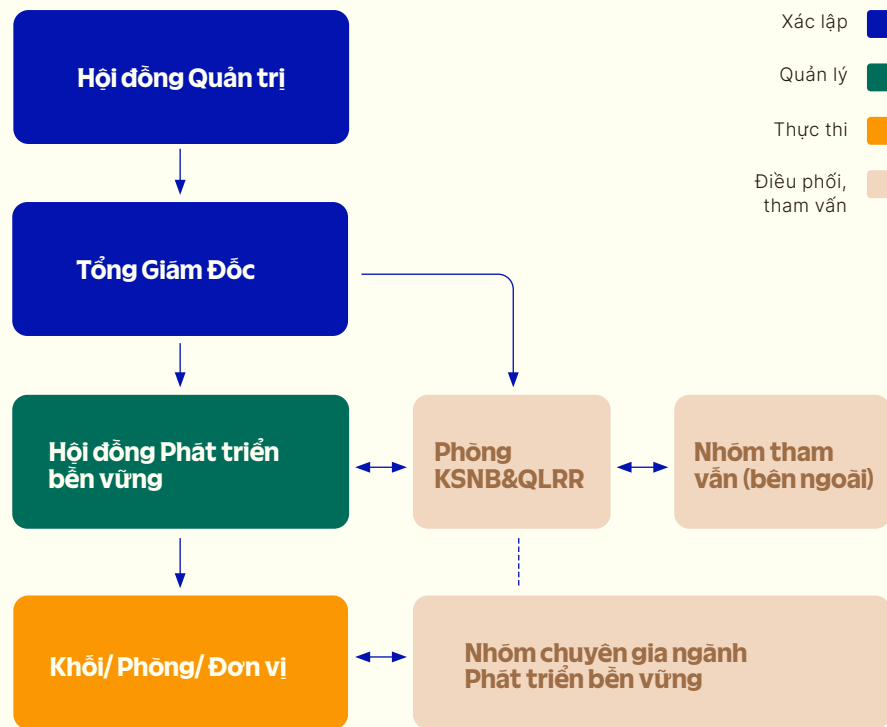 Hội đồng Quản trị
Xác lập
Quản lý
Thực thi
Điều phối,
tham vấn
Tổng Giám Đốc
Hội đồng Phát triển
bền vững
Phòng
KSNB&QLRR
Nhóm tham
vấn (bên ngoài)
Khối/ Phòng/ Đơn vị
Nhóm chuyên gia ngành
Phát triển bền vững